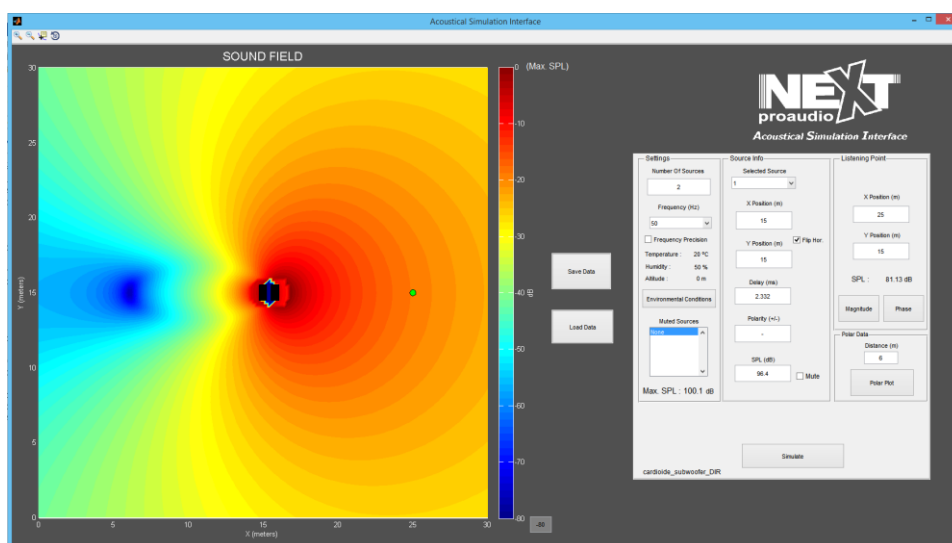 Acoustical Simulation Interface
SOUND FIELD
(Max. SPL)
30
25
20
15
10
5
0
Y (meters)
0
5
10
15
20
25
30
X (meters)
0
-10
-20
-30
-40
-50
-60
-70
-80
dB
-80
Save Data
Load Data
NEXT
proaudio
Acoustical Simulation Interface
Settings
Number Of Sources
2
Frequency (Hz)
50
Frequency Precision
Temperature : 20 ºC
Humidity : 50 %
Altitude : 0 m
Environmental Conditions
Muted Sources
None
Max. SPL : 100.1 dB
Source Info
Selected Source
1
X Position (m)
15
Y Position (m)
Flip Hor.
15
Delay (ms)
2.332
Polarity (+/-)
-
SPL (dB)
96.4
Mute
Listening Point
X Position (m)
25
Y Position (m)
15
SPL : 81.13 dB
Magnitude
Phase
Polar Data
Distance (m)
6
Polar Plot
Simulate
cardioide_subwoofer_DIR